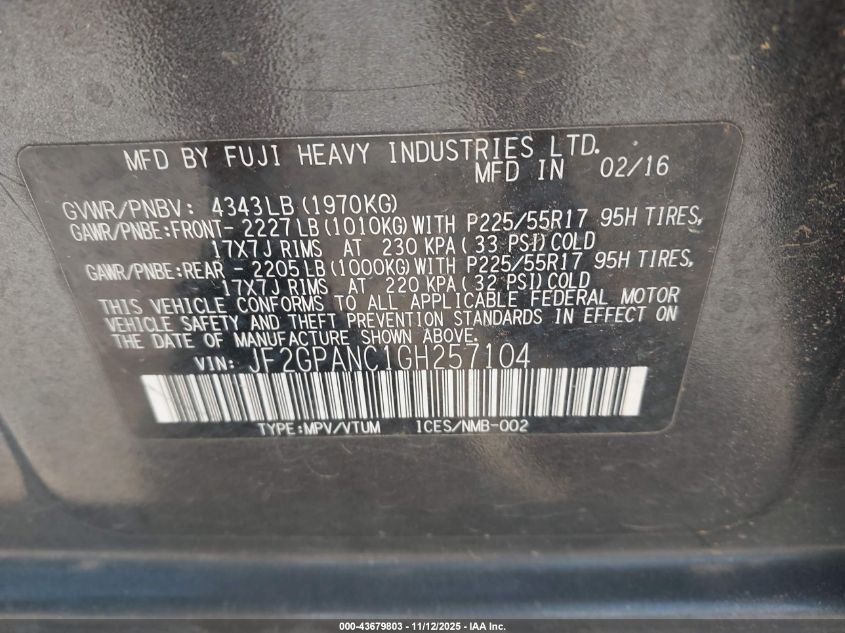 MFD BY FUJI HEAVY INDUSTRIES LTD.
MFD IN 02/16
GVWR/PNBV: 4343LB (1970KG)
GAWR/PNBE:FRONT- 2227LB (1010KG) WITH P225/55R17 95H TIRES,
17X7J RIMS AT 230 KPA( 33 PSI) COLD
GAWR/PNBE:REAR - 2205LB (1000KG) WITH P225/55R17 95H TIRES,
17X7J RIMS AT 220 KPA( 32 PSI) COLD
THIS VEHICLE CONFORMS TO ALL APPLICABLE FEDERAL MOTOR
VEHICLE SAFETY AND THEFT PREVENTION STANDARDS IN EFFECT ON
THE DATE OF MANUFACTURE SHOWN ABOVE.
VIN: JF2GPANC1GH257104
TYPE:MPV/VTUM ICES/NMB-002
000-43679803 - 11/12/2025 - IAA Inc.